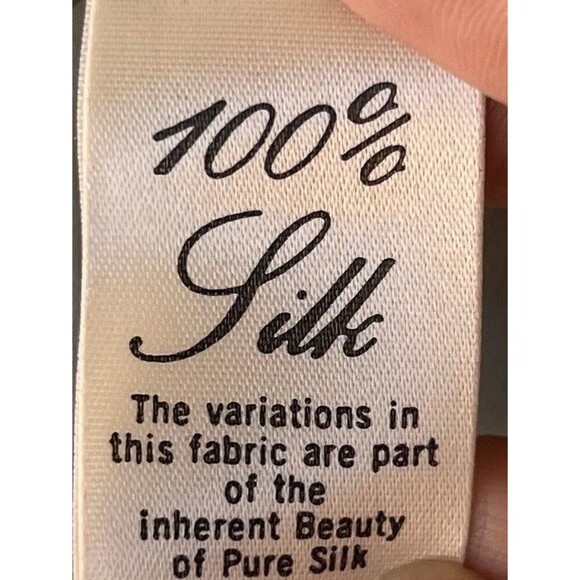 100%
Silk
The variations in
this fabric are part
of the
inherent Beauty
of Pure Silk